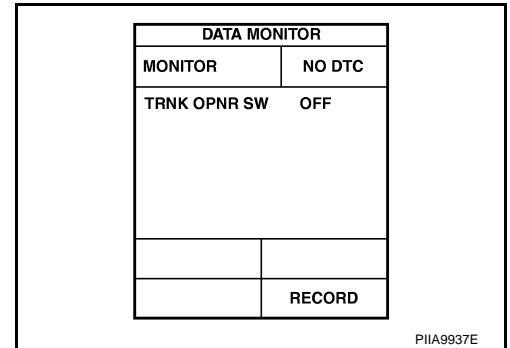 DATA MONITOR
MONITOR NO DTC
TRNK OPNR SW OFF
RECORD
PIIA9937E